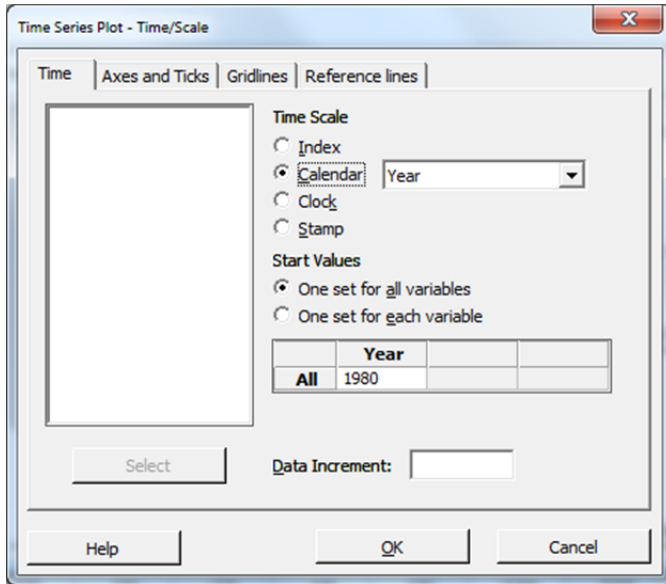 Time Series Plot - Time/Scale
x
Time Axes and Ticks Gridlines Reference lines
Time Scale
Index
Calendar Year
Clock
Stamp
Start Values
One set for all variables
One set for each variable
Year
All 1980
Select Data Increment:
Help OK Cancel